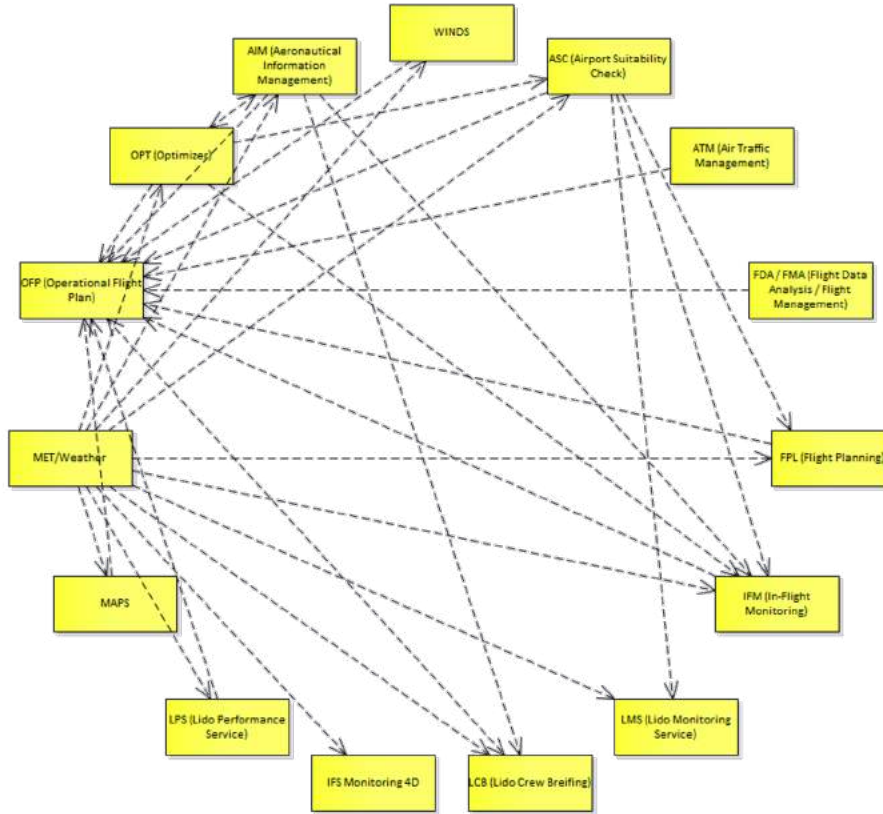 WINDS
AIM (Aeronautical
Information
Management)
ASC (Airport Suitability
Check)
OPT (Optimizer)
ATM (Air Traffic
Management)
OFP (Operational Flight
Plan)
FDA / FMA (Flight Data
Analysis / Flight
Management)
MET/Weather
FPL (Flight Planning)
MAPS
IFM (In-Flight
Monitoring)
LPS (Lido Performance
Service)
LMS (Lido Monitoring
Service)
IFS Monitoring 4D
LCB (Lido Crew Breifing)